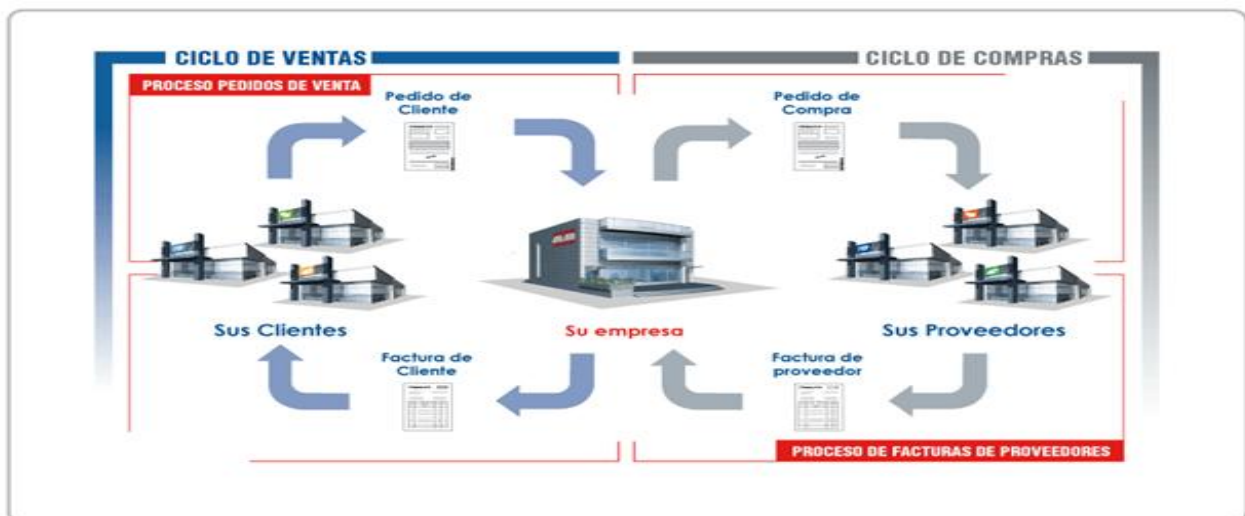 CICLO DE VENTAS
CICLO DE COMPRAS
PROCESO PEDIDOS DE VENTA
Pedido de
Cliente
Pedido de
Compra
Sus Clientes
Su empresa
Sus Proveedores
Factura de
Cliente
Factura de
proveedor
PROCESO DE FACTURAS DE PROVEEDORES